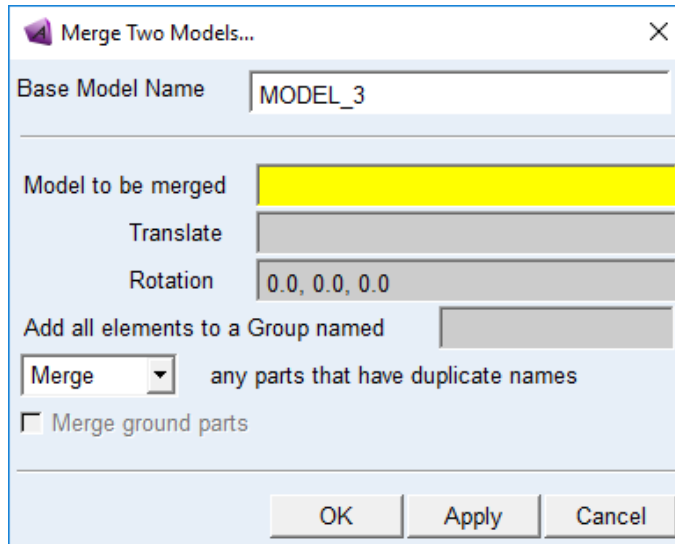 Merge Two Models...
Base Model Name MODEL_3
Model to be merged
Translate
Rotation 0.0, 0.0, 0.0
Add all elements to a Group named
Merge any parts that have duplicate names
Merge ground parts
OK Apply Cancel